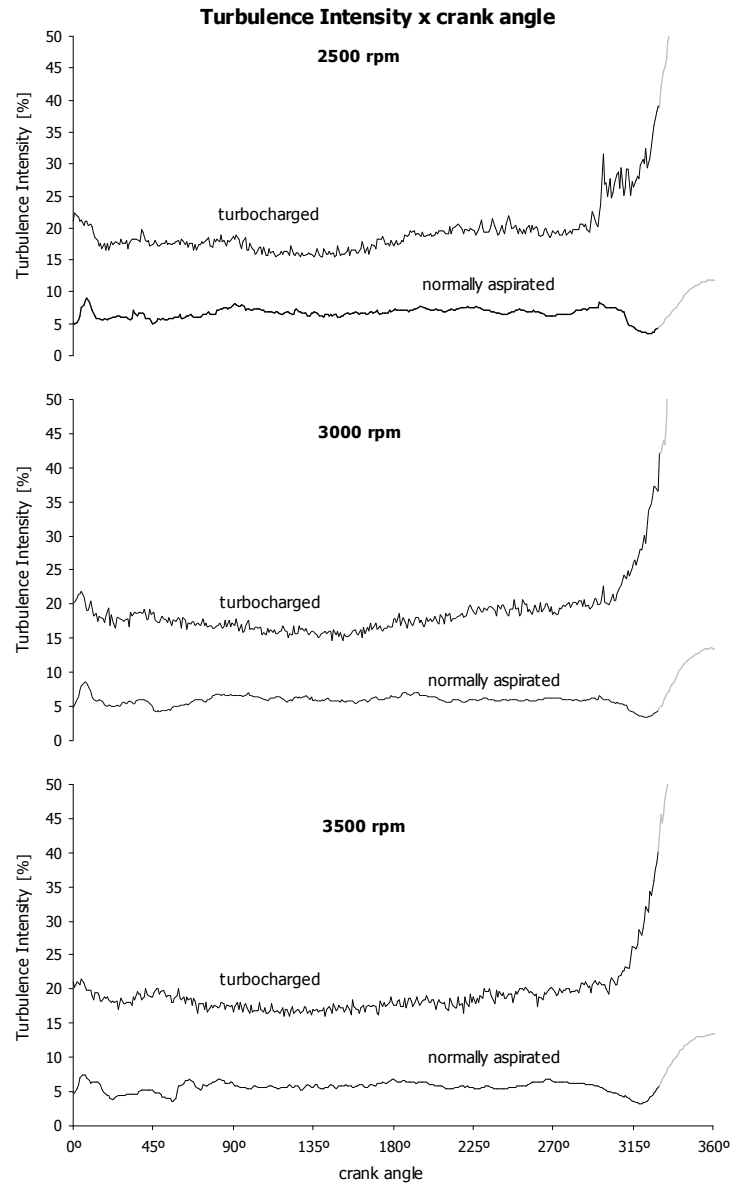 Turbulence Intensity x crank angle
2500 rpm
Turbulence Intensity [%]
50
45
40
35
30
25
20
15
10
5
0
turbocharged
normally aspirated
3000 rpm
Turbulence Intensity [%]
50
45
40
35
30
25
20
15
10
5
0
turbocharged
normally aspirated
3500 rpm
Turbulence Intensity [%]
50
45
40
35
30
25
20
15
10
5
0
turbocharged
normally aspirated
0º 45º 90º 135º 180º 225º 270º 315º 360º
crank angle